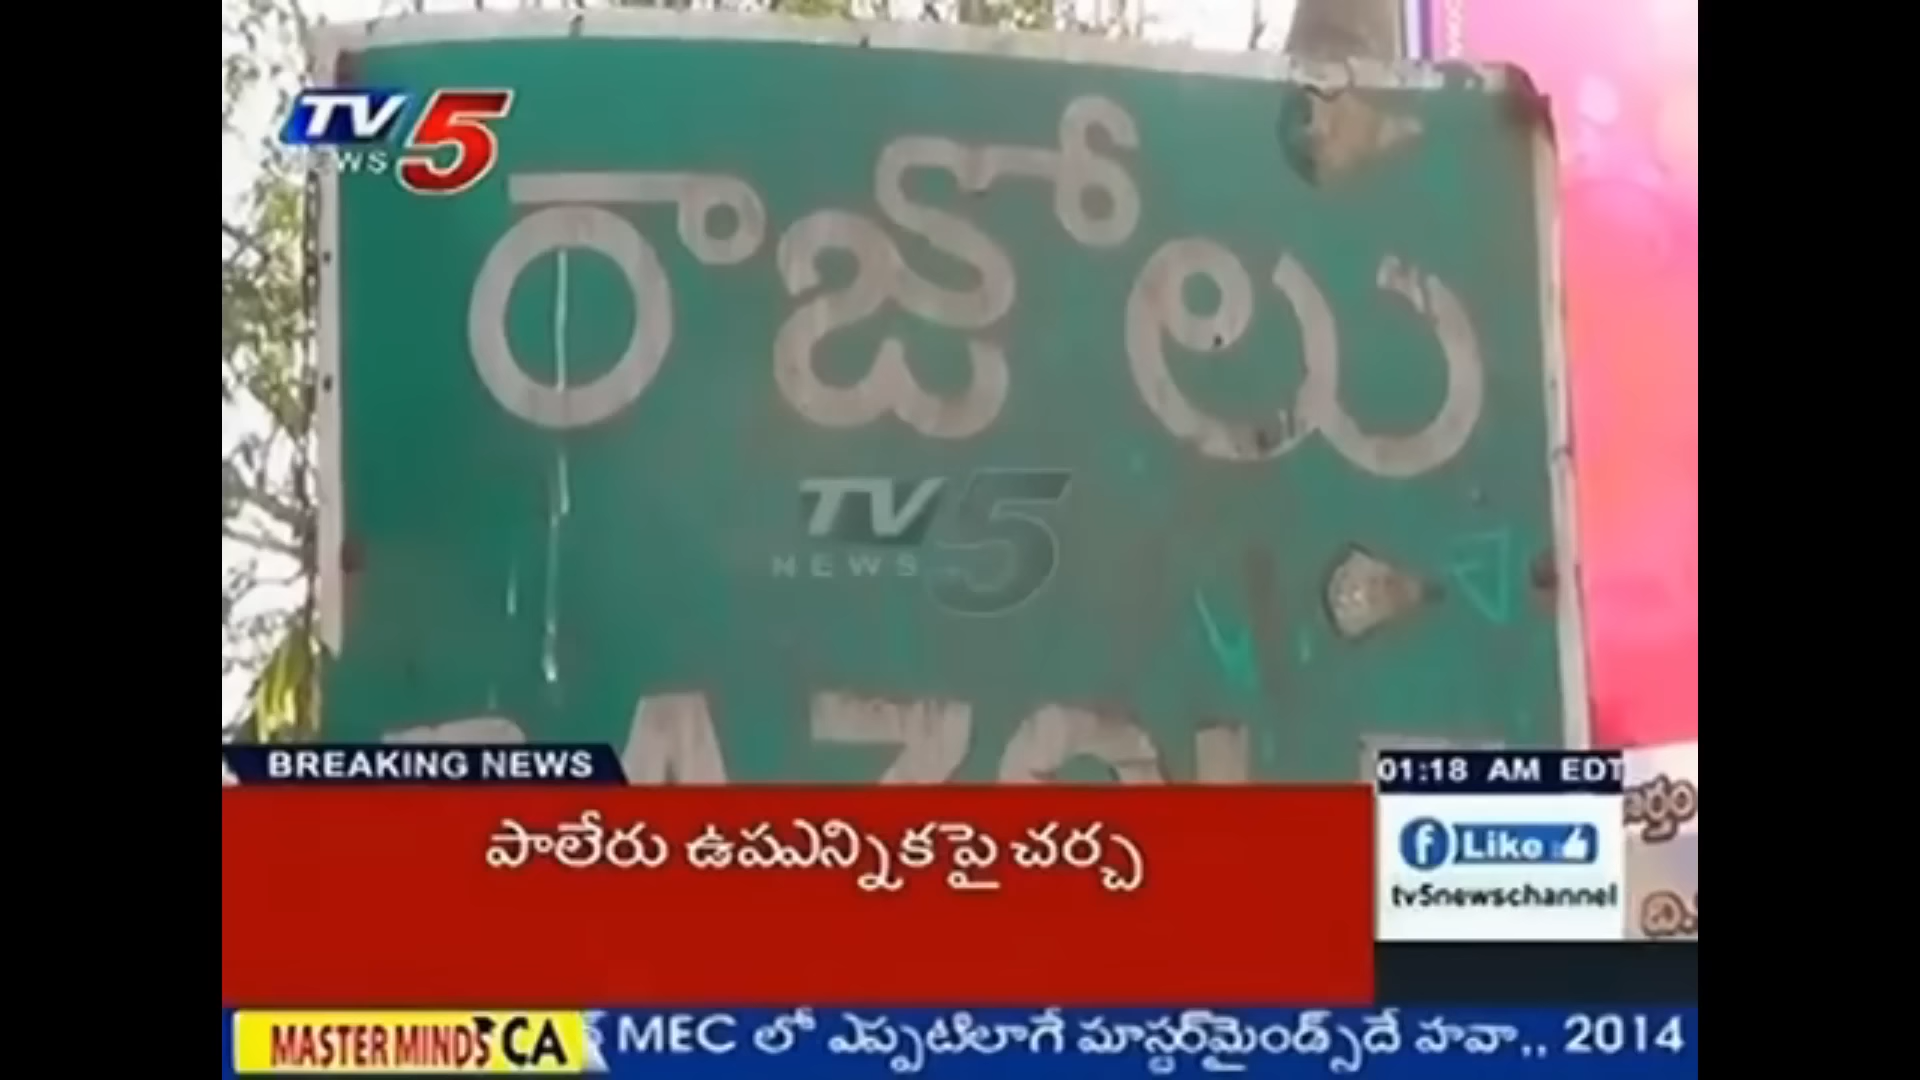 TV5
NEWS
రాజోలు
TV5
NEWS
BREAKING NEWS
01:18 AM EDT
పాలేరు ఉపఎన్నికపై చర్చ
Like
tv5newschannel
MASTER MINDS CA
MEC లో ఎప్పటిలాగే మాస్టర్‌మైండ్స్‌దే హవా,, 2014